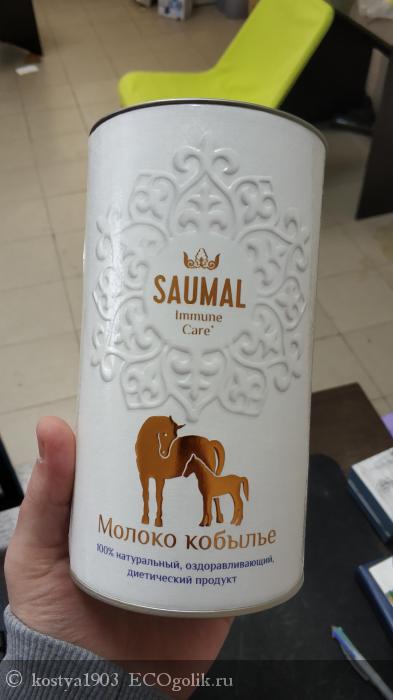 SAUMAL
Immune
Care*
Молоко кобылье
100% натуральный, оздоравливающий,
диетический продукт
© kostya1903 ECOgolik.ru